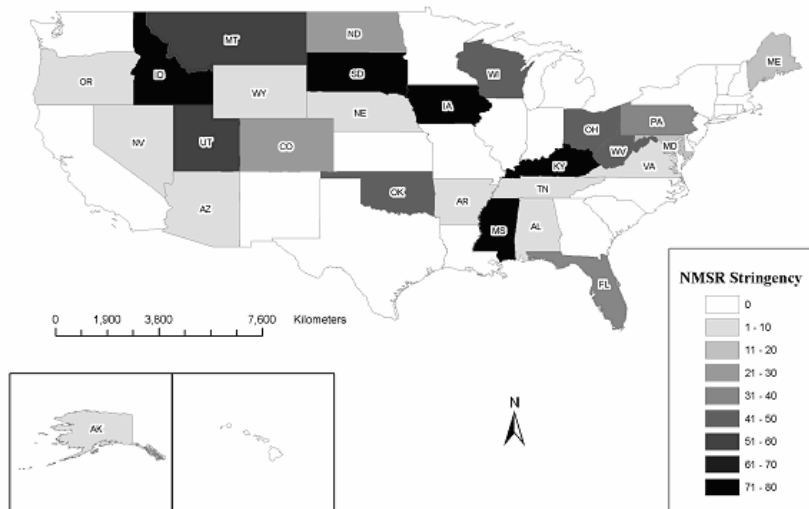 MT
ND
ME
OR
ID
SD
WI
WY
IA
NE
PA
OH
NV
UT
CO
MD
WV
VA
KY
OK
TN
AZ
AR
MS
AL
FL
NMSR Stringency
0
1 - 10
11 - 20
21 - 30
31 - 40
41 - 50
51 - 60
61 - 70
71 - 80
0 1,900 3,800 7,600 Kilometers
N
AK